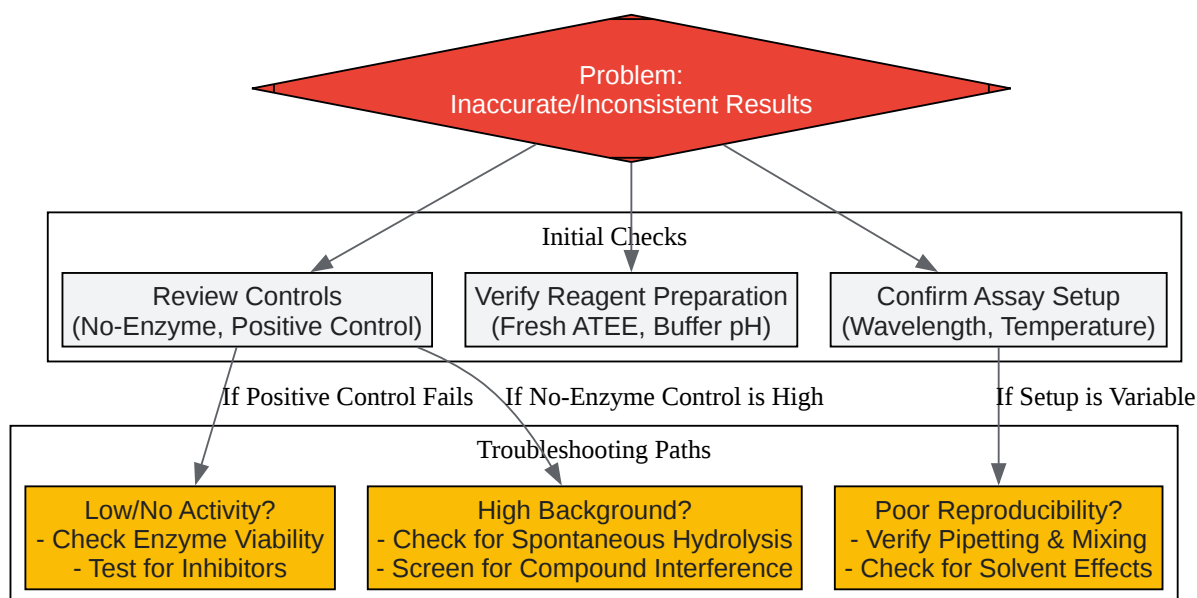 Problem:
Inaccurate/Inconsistent Results
Initial Checks
Review Controls
(No-Enzyme, Positive Control)
Verify Reagent Preparation
(Fresh ATEE, Buffer pH)
Confirm Assay Setup
(Wavelength, Temperature)
If Positive Control Fails
If No-Enzyme Control is High
If Setup is Variable
Troubleshooting Paths
Low/No Activity?
- Check Enzyme Viability
- Test for Inhibitors
High Background?
- Check for Spontaneous Hydrolysis
- Screen for Compound Interference
Poor Reproducibility?
- Verify Pipetting & Mixing
- Check for Solvent Effects